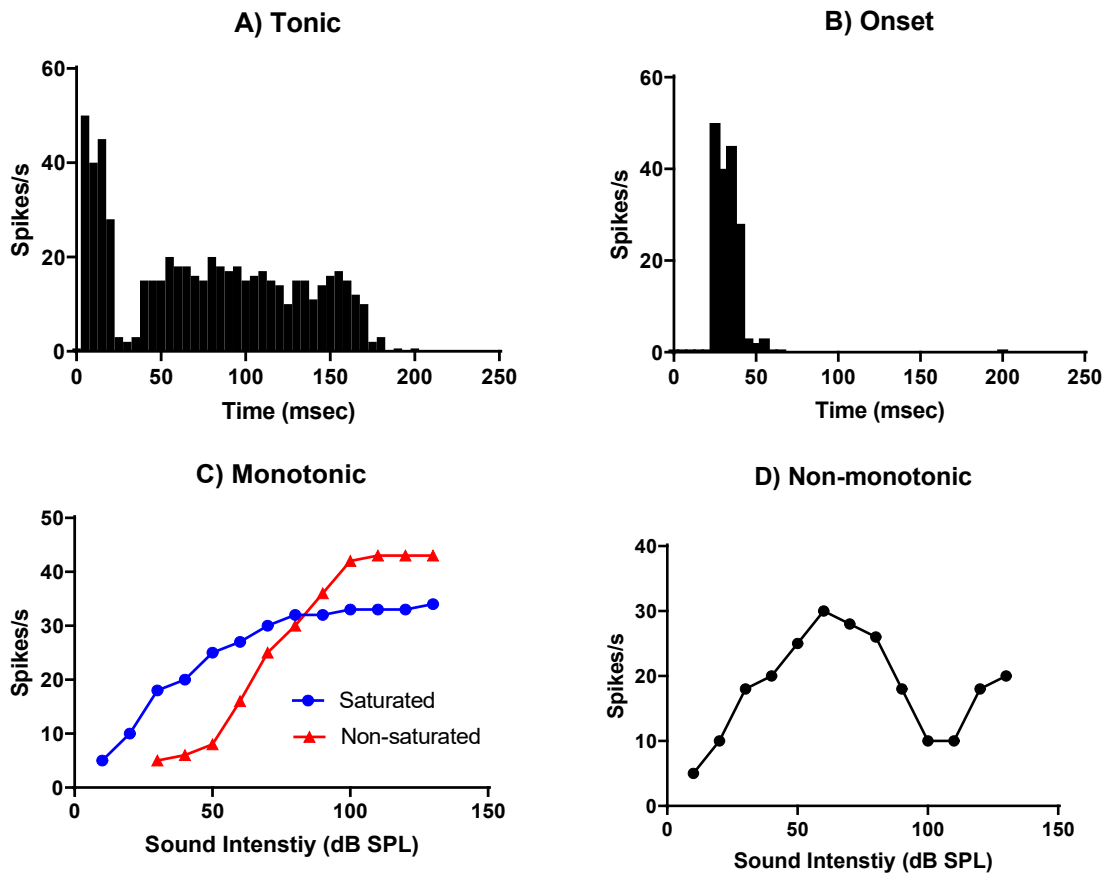 A) Tonic
60
40
20
0
Spikes/s
0 50 100 150 200 250
Time (msec)
B) Onset
60
40
20
0
Spikes/s
0 50 100 150 200 250
Time (msec)
C) Monotonic
50
40
30
20
10
0
Spikes/s
Saturated
Non-saturated
0 50 100 150
Sound Intenstiy (dB SPL)
D) Non-monotonic
40
30
20
10
0
Spikes/s
0 50 100 150
Sound Intenstiy (dB SPL)